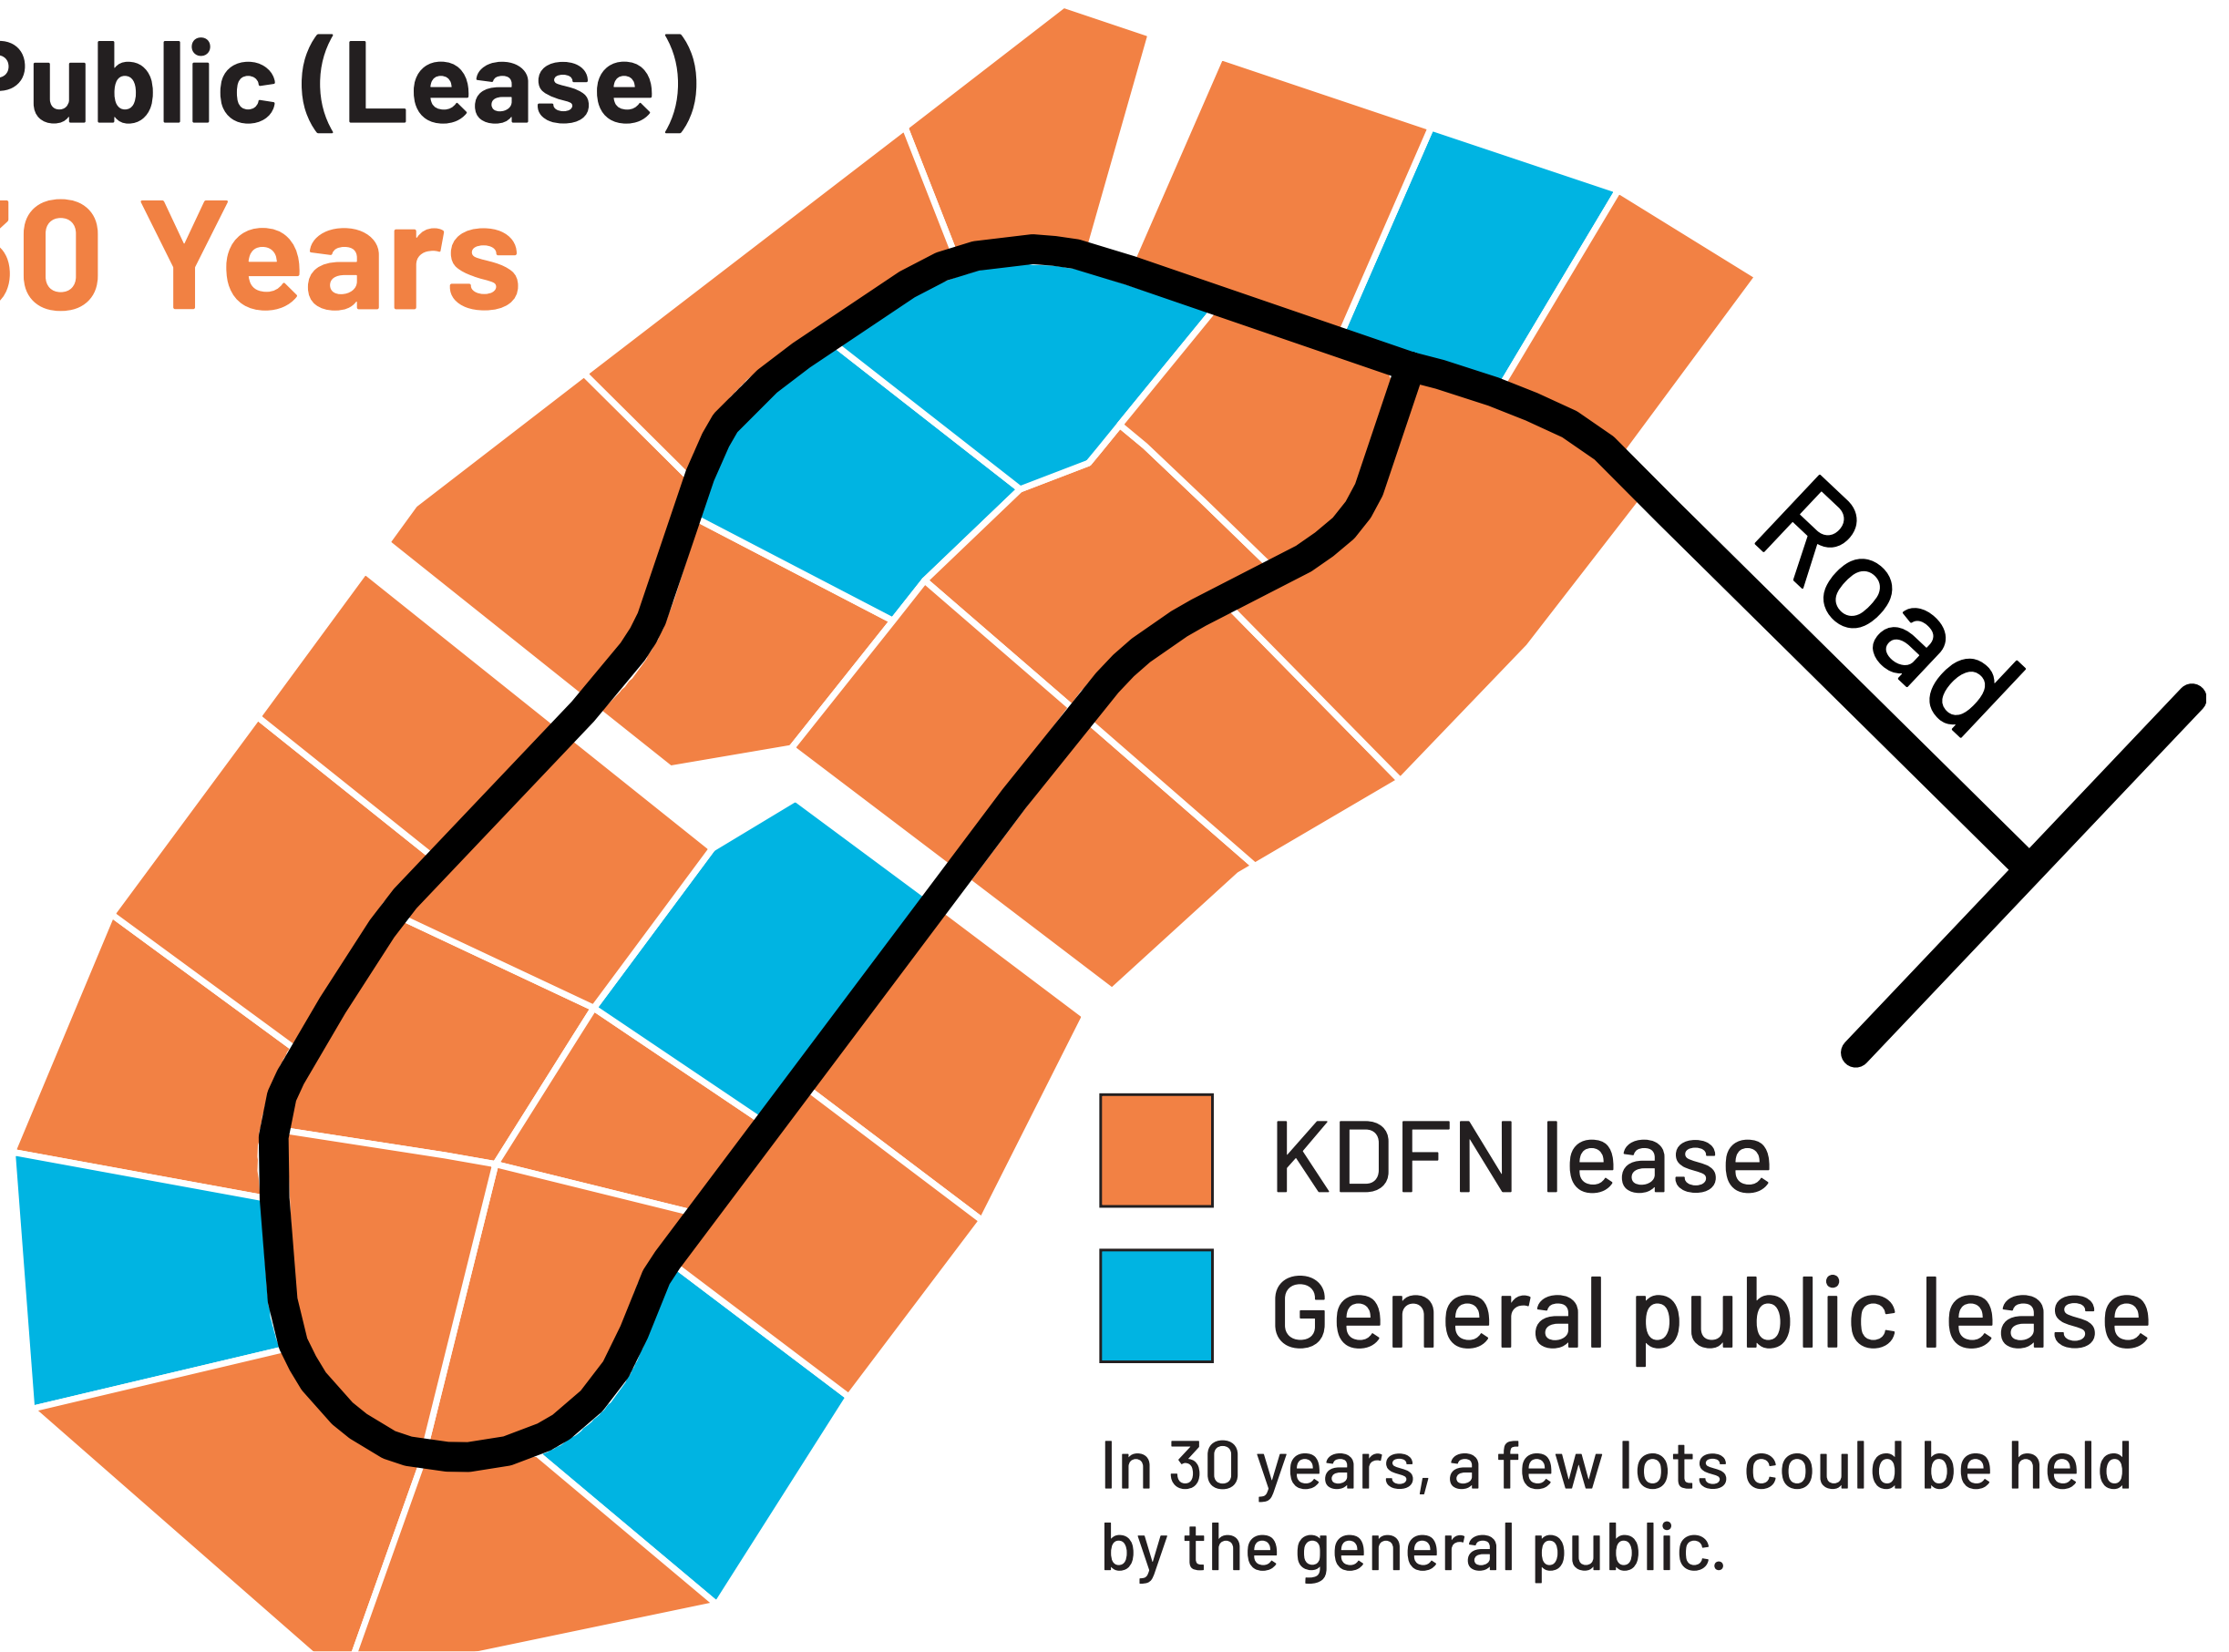 Public (Lease)
0 Years
Road
KDFN lease
General public lease
In 30 years, a few lots could be held
by the general public.